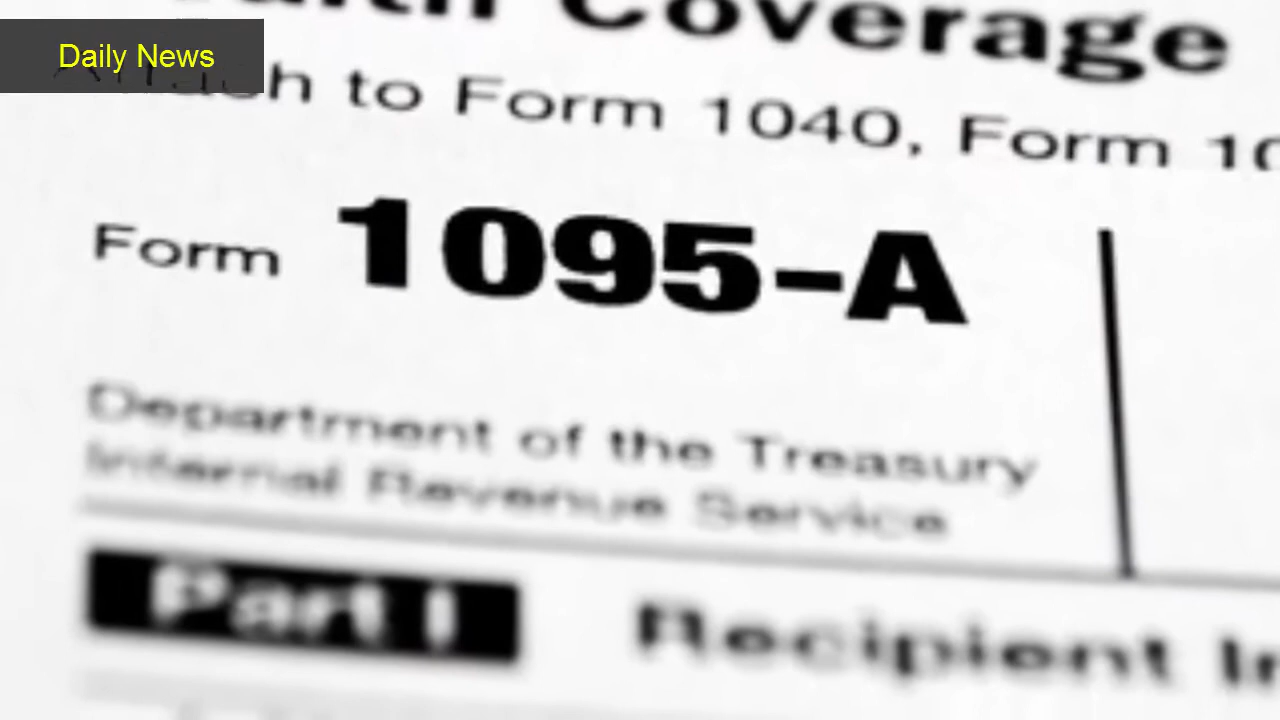 Daily News
Coverage
to Form 1040, Form
Form 1095-A
Department of the Treasury
Internal Revenue Service
Part I
Recipient